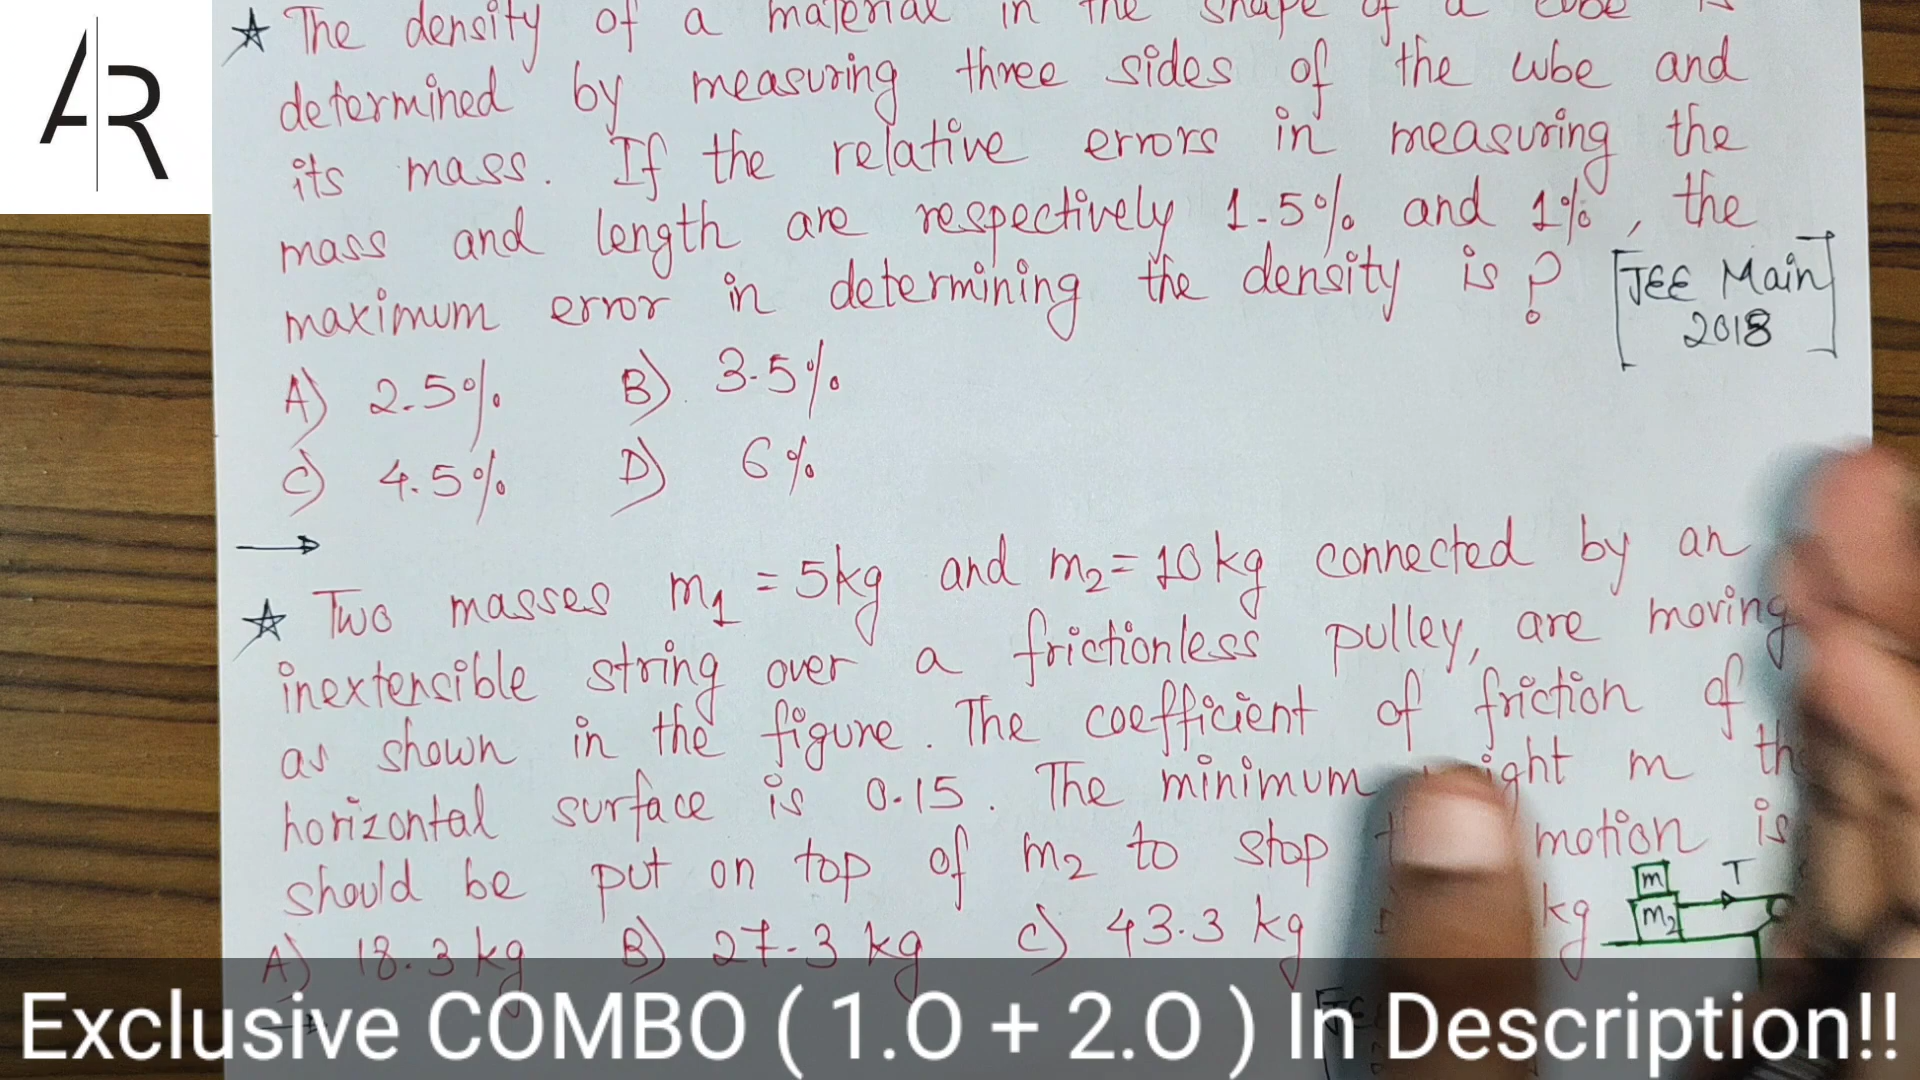 AR
☆ The density of a material in the shape of a cube is
determined by measuring three sides of the cube and
its mass. If the relative errors in measuring the
mass and length are respectively 1.5% and 1%, the
maximum error in determining the density is?
[JEE Main
2018]
A) 2.5% B) 3.5%
C) 4.5% D) 6%
☆ Two masses m1 = 5kg and m2 = 10kg connected by an
inextensible string over a frictionless pulley, are moving
as shown in the figure. The coefficient of friction of
horizontal surface is 0.15. The minimum m
should be put on top of m2 to stop motion is
A) 18.3 kg B) 27.3 kg C) 43.3 kg kg
m T
m2
Exclusive COMBO ( 1.O + 2.O ) In Description!!